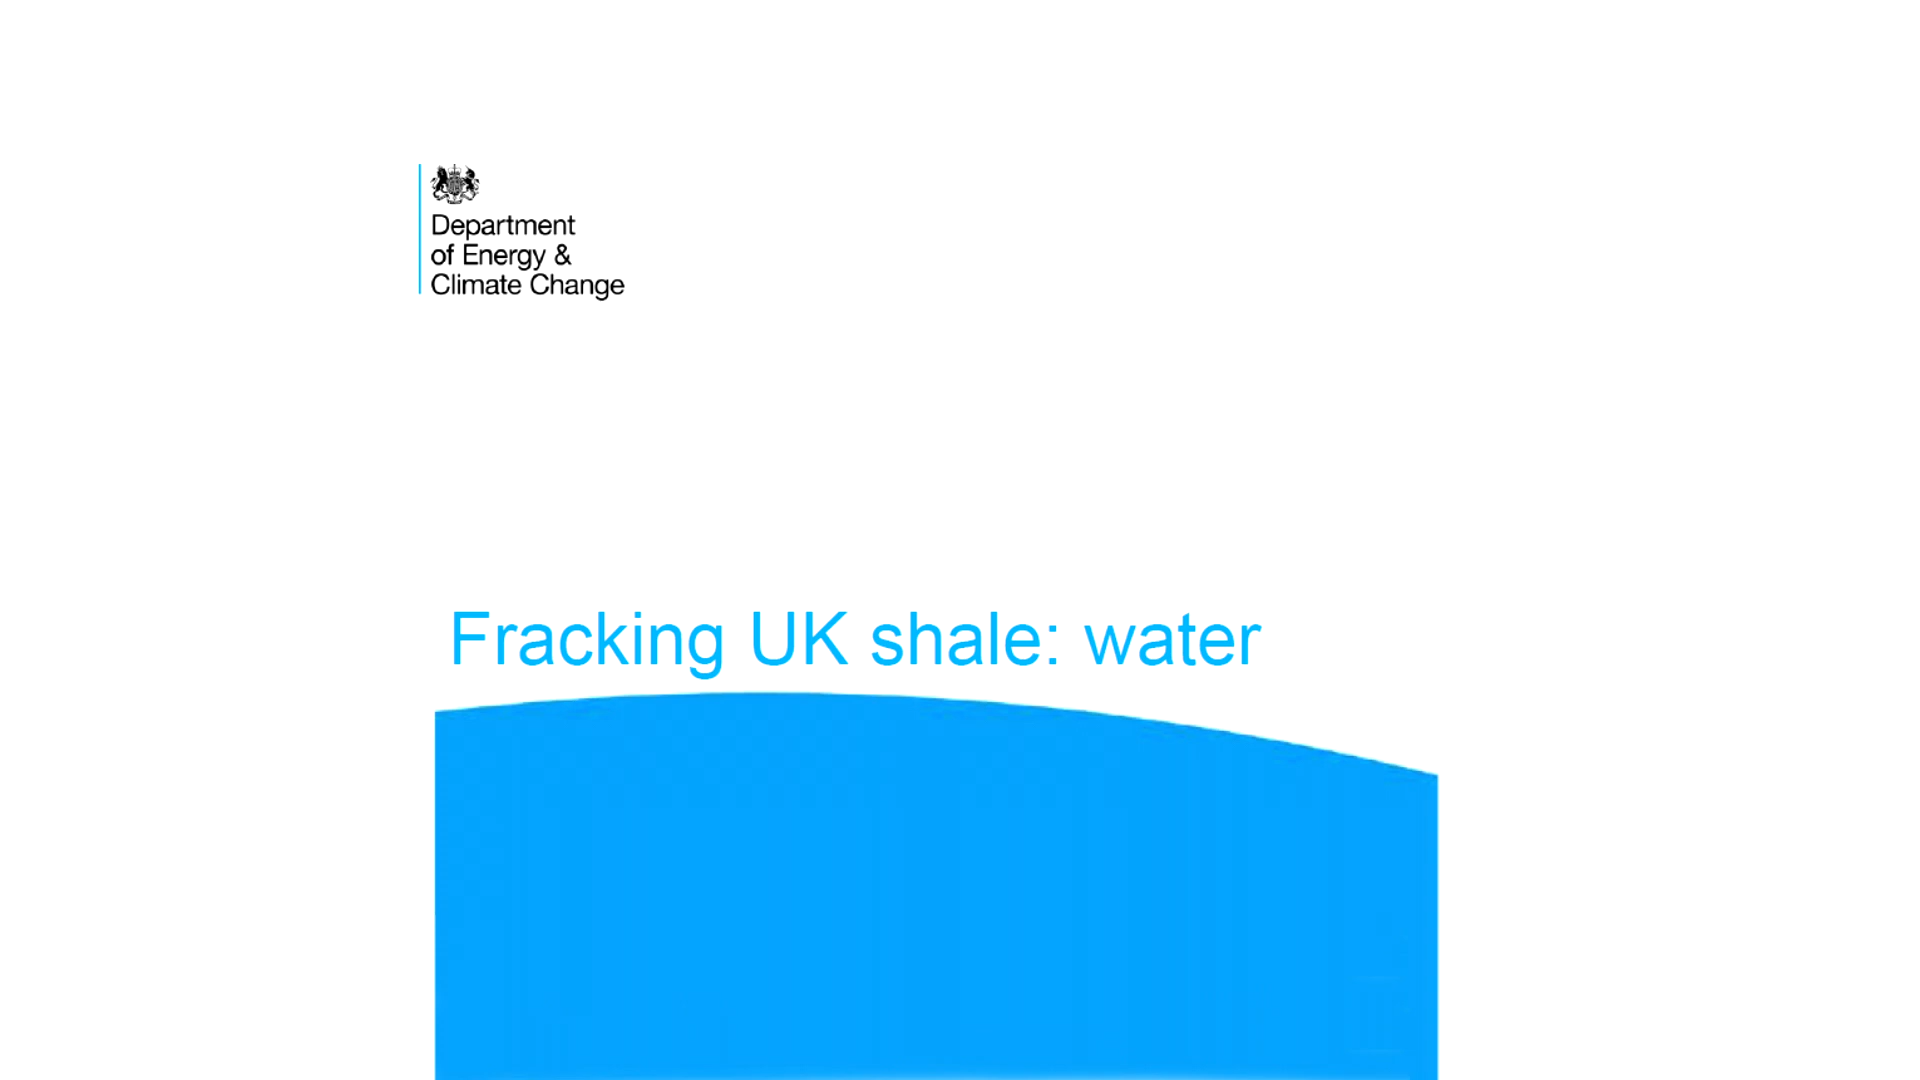 Department
of Energy &
Climate Change
Fracking UK shale: water